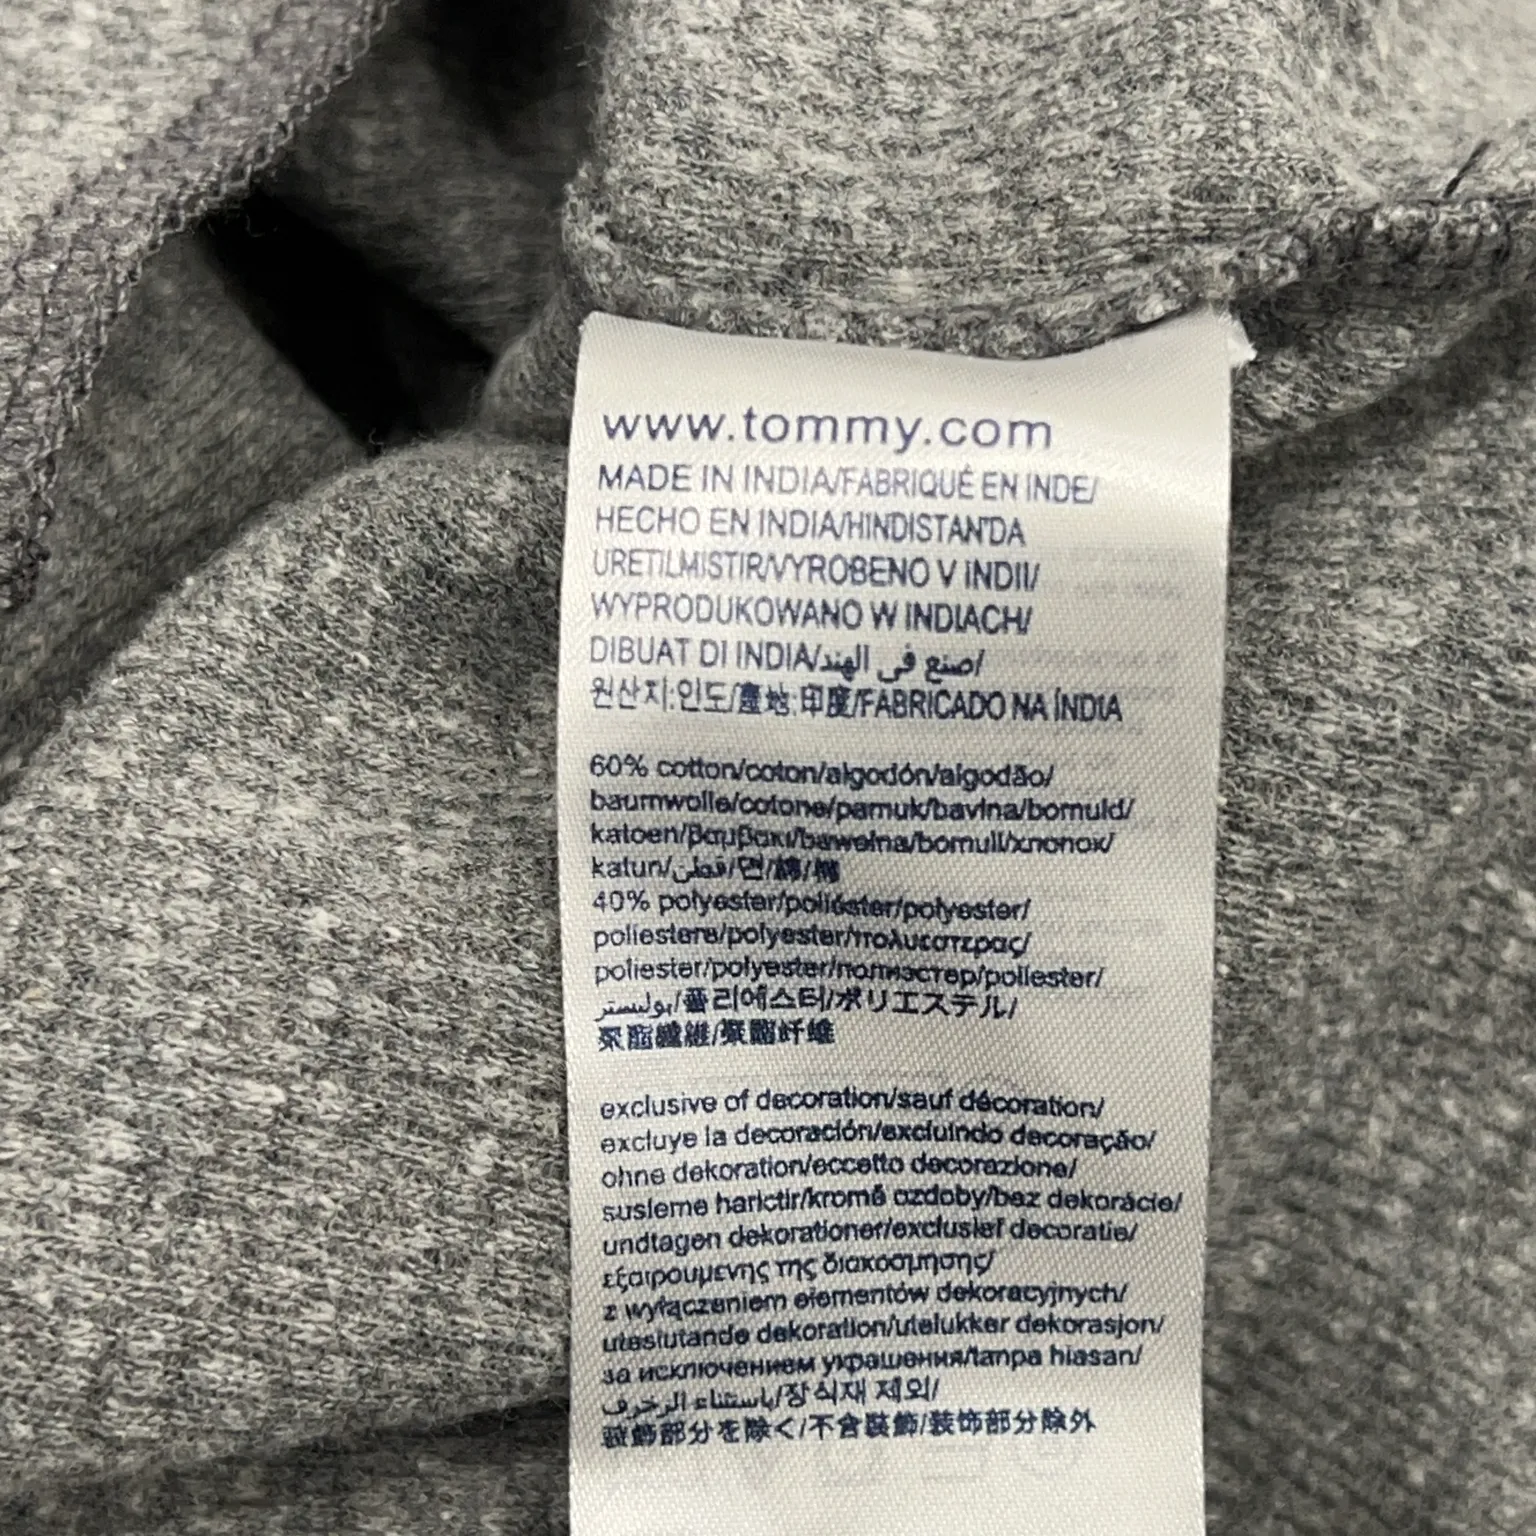 www.tommy.com
MADE IN INDIA/FABRIQUÉ EN INDE/
HECHO EN INDIA/HINDISTAN'DA
URETILMISTIR/VYROBENO V INDII/
WYPRODUKOWANO W INDIACH/
DIBUAT DI INDIA/صنع في الهند/
원산지:인도/產地:印度/FABRICADO NA ÍNDIA
60% cotton/coton/algodón/algodão/
baumwolle/cotone/pamuk/bavlna/bomuld/
katoen/βαμβακι/bawelna/bomull/хлопок/
katun/قطن/면/綿/棉
40% polyester/poliéster/polyester/
poliestere/polyester/πολυεστερας/
poliester/polyester/полиэстер/poliester/
بوليستر/폴리에스터/ポリエステル/
聚酯纖維/聚酯纤维
exclusive of decoration/sauf décoration/
excluye la decoración/excluindo decoração/
ohne dekoration/eccetto decorazione/
susleme harictir/kromě ozdoby/bez dekorácie/
undtagen dekorationer/exclusief decoratie/
εξαιρουμενης της διακοσμησης/
z wyłączeniem elementów dekoracyjnych/
uteslutande dekoration/utelukker dekorasjon/
за исключением украшения/tanpa hiasan/
باستثناء الزخرف/장식재 제외/
装飾部分を除く/不含裝飾/装饰部分除外